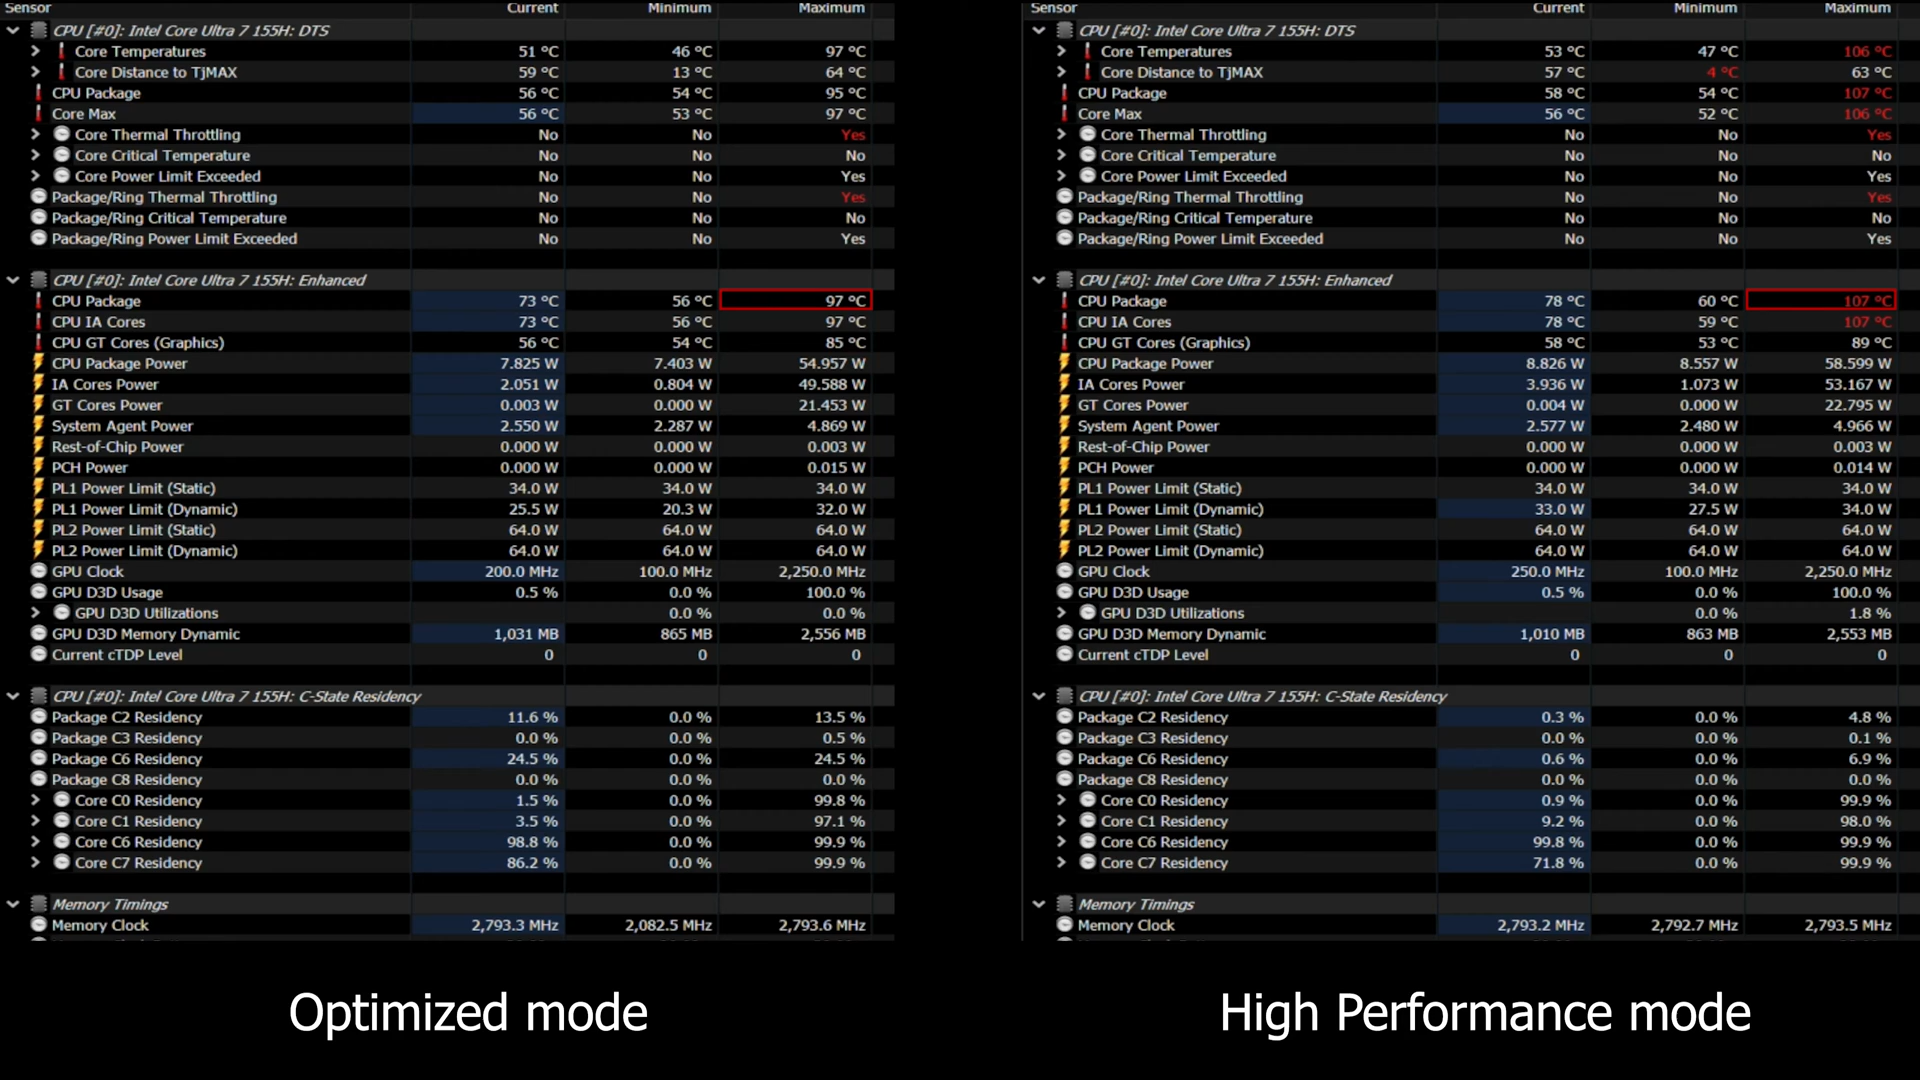 Sensor Current Minimum Maximum
CPU [#0]: Intel Core Ultra 7 155H: DTS
Core Temperatures 51 °C 46 °C 97 °C
Core Distance to TjMAX 59 °C 13 °C 64 °C
CPU Package 56 °C 54 °C 95 °C
Core Max 56 °C 53 °C 97 °C
Core Thermal Throttling No No Yes
Core Critical Temperature No No No
Core Power Limit Exceeded No No Yes
Package/Ring Thermal Throttling No No Yes
Package/Ring Critical Temperature No No No
Package/Ring Power Limit Exceeded No No Yes
CPU [#0]: Intel Core Ultra 7 155H: Enhanced
CPU Package 73 °C 56 °C 97 °C
CPU IA Cores 73 °C 56 °C 97 °C
CPU GT Cores (Graphics) 56 °C 54 °C 85 °C
CPU Package Power 7.825 W 7.403 W 54.957 W
IA Cores Power 2.051 W 0.804 W 49.588 W
GT Cores Power 0.003 W 0.000 W 21.453 W
System Agent Power 2.550 W 2.287 W 4.869 W
Rest-of-Chip Power 0.000 W 0.000 W 0.003 W
PCH Power 0.000 W 0.000 W 0.015 W
PL1 Power Limit (Static) 34.0 W 34.0 W 34.0 W
PL1 Power Limit (Dynamic) 25.5 W 20.3 W 32.0 W
PL2 Power Limit (Static) 64.0 W 64.0 W 64.0 W
PL2 Power Limit (Dynamic) 64.0 W 64.0 W 64.0 W
GPU Clock 200.0 MHz 100.0 MHz 2,250.0 MHz
GPU D3D Usage 0.5 % 0.0 % 100.0 %
GPU D3D Utilizations 0.0 % 0.0 %
GPU D3D Memory Dynamic 1,031 MB 865 MB 2,556 MB
Current cTDP Level 0 0 0
CPU [#0]: Intel Core Ultra 7 155H: C-State Residency
Package C2 Residency 11.6 % 0.0 % 13.5 %
Package C3 Residency 0.0 % 0.0 % 0.5 %
Package C6 Residency 24.5 % 0.0 % 24.5 %
Package C8 Residency 0.0 % 0.0 % 0.0 %
Core C0 Residency 1.5 % 0.0 % 99.8 %
Core C1 Residency 3.5 % 0.0 % 97.1 %
Core C6 Residency 98.8 % 0.0 % 99.9 %
Core C7 Residency 86.2 % 0.0 % 99.9 %
Memory Timings
Memory Clock 2,793.3 MHz 2,082.5 MHz 2,793.6 MHz
Optimized mode
Sensor Current Minimum Maximum
CPU [#0]: Intel Core Ultra 7 155H: DTS
Core Temperatures 53 °C 47 °C 106 °C
Core Distance to TjMAX 57 °C 4 °C 63 °C
CPU Package 58 °C 54 °C 107 °C
Core Max 56 °C 52 °C 106 °C
Core Thermal Throttling No No Yes
Core Critical Temperature No No No
Core Power Limit Exceeded No No Yes
Package/Ring Thermal Throttling No No Yes
Package/Ring Critical Temperature No No No
Package/Ring Power Limit Exceeded No No Yes
CPU [#0]: Intel Core Ultra 7 155H: Enhanced
CPU Package 78 °C 60 °C 107 °C
CPU IA Cores 78 °C 59 °C 107 °C
CPU GT Cores (Graphics) 58 °C 53 °C 89 °C
CPU Package Power 8.826 W 8.557 W 58.599 W
IA Cores Power 3.936 W 1.073 W 53.167 W
GT Cores Power 0.004 W 0.000 W 22.795 W
System Agent Power 2.577 W 2.480 W 4.966 W
Rest-of-Chip Power 0.000 W 0.000 W 0.003 W
PCH Power 0.000 W 0.000 W 0.014 W
PL1 Power Limit (Static) 34.0 W 34.0 W 34.0 W
PL1 Power Limit (Dynamic) 33.0 W 27.5 W 34.0 W
PL2 Power Limit (Static) 64.0 W 64.0 W 64.0 W
PL2 Power Limit (Dynamic) 64.0 W 64.0 W 64.0 W
GPU Clock 250.0 MHz 100.0 MHz 2,250.0 MHz
GPU D3D Usage 0.5 % 0.0 % 100.0 %
GPU D3D Utilizations 0.0 % 1.8 %
GPU D3D Memory Dynamic 1,010 MB 863 MB 2,553 MB
Current cTDP Level 0 0 0
CPU [#0]: Intel Core Ultra 7 155H: C-State Residency
Package C2 Residency 0.3 % 0.0 % 4.8 %
Package C3 Residency 0.0 % 0.0 % 0.1 %
Package C6 Residency 0.6 % 0.0 % 6.9 %
Package C8 Residency 0.0 % 0.0 % 0.0 %
Core C0 Residency 0.9 % 0.0 % 99.9 %
Core C1 Residency 9.2 % 0.0 % 98.0 %
Core C6 Residency 99.8 % 0.0 % 99.9 %
Core C7 Residency 71.8 % 0.0 % 99.9 %
Memory Timings
Memory Clock 2,793.2 MHz 2,792.7 MHz 2,793.5 MHz
High Performance mode